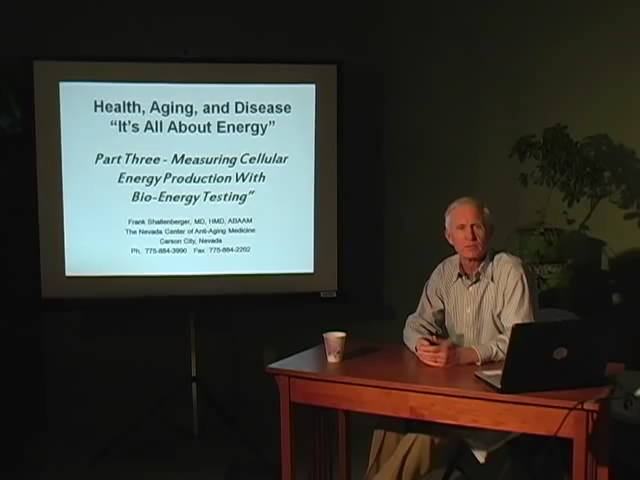 Health, Aging, and Disease
“It’s All About Energy”
Part Three - Measuring Cellular
Energy Production With
Bio-Energy Testing”
Frank Shallenberger, MD, HMD, ABAAM
The Nevada Center of Anti-Aging Medicine
Carson City, Nevada
Ph. 775-884-3990 Fax 775-884-2202